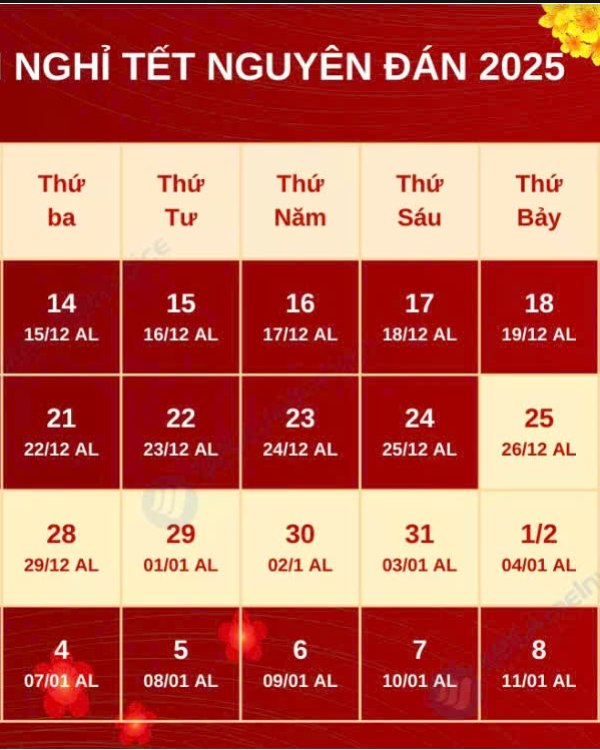 NGHỈ TẾT NGUYÊN ĐÁN 2025
Thứ ba
Thứ Tư
Thứ Năm
Thứ Sáu
Thứ Bảy
14
15
16
17
18
15/12 AL
16/12 AL
17/12 AL
18/12 AL
19/12 AL
21
22
23
24
25
22/12 AL
23/12 AL
24/12 AL
25/12 AL
26/12 AL
28
29
30
31
1/2
29/12 AL
01/01 AL
02/1 AL
03/01 AL
04/01 AL
4
5
6
7
8
07/01 AL
08/01 AL
09/01 AL
10/01 AL
11/01 AL